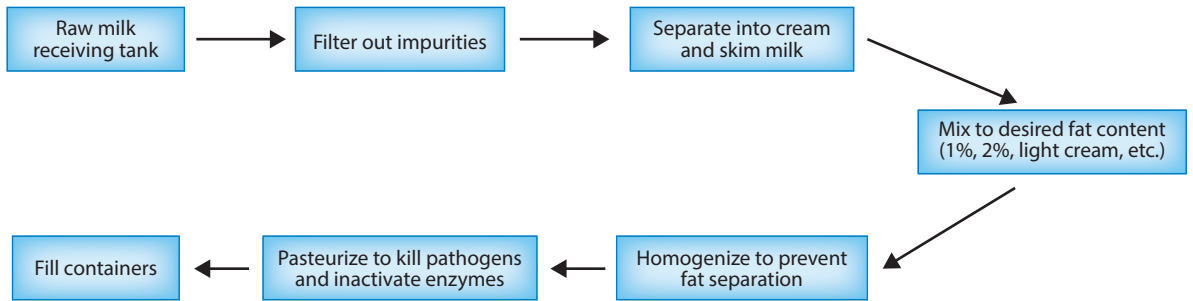 Raw milk
receiving tank
Filter out impurities
Separate into cream
and skim milk
Mix to desired fat content
(1%, 2%, light cream, etc.)
Homogenize to prevent
fat separation
Pasteurize to kill pathogens
and inactivate enzymes
Fill containers